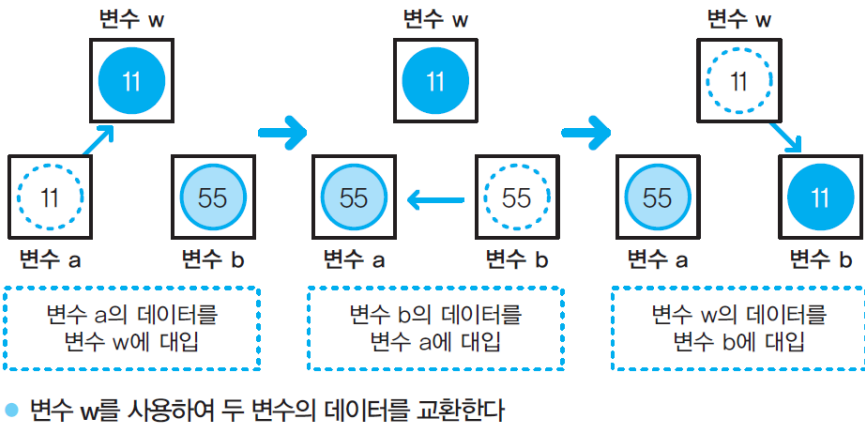 변수 w
변수 w
변수 w
11
11
11
11
55
55
55
55
11
변수 a
변수 b
변수 a
변수 b
변수 a
변수 b
변수 a의 데이터를
변수 w에 대입
변수 b의 데이터를
변수 a에 대입
변수 w의 데이터를
변수 b에 대입
변수 w를 사용하여 두 변수의 데이터를 교환한다